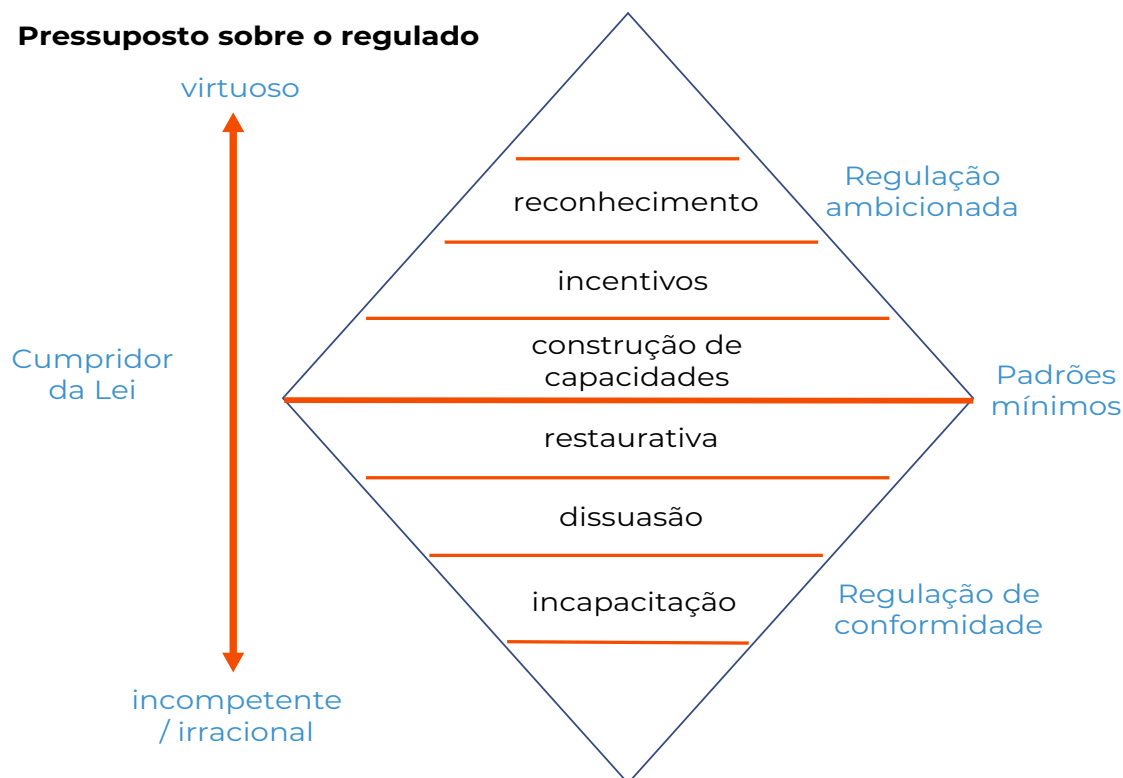 Pressuposto sobre o regulado
virtuoso
Cumpridor
da Lei
incompetente
/ irracional
reconhecimento
incentivos
construção de
capacidades
restaurativa
dissuasão
incapacitação
Regulação
ambicionada
Padrões
mínimos
Regulação de
conformidade